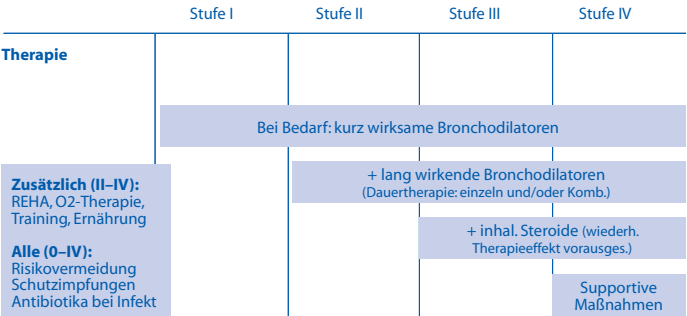 Stufe I Stufe II Stufe III Stufe IV
Therapie
Bei Bedarf: kurz wirksame Bronchodilatoren
+ lang wirkende Bronchodilatoren
(Dauertherapie: einzeln und/oder Komb.)
+ inhal. Steroide (wiederh.
Therapieeffekt vorausges.)
Supportive
Maßnahmen
Zusätzlich (II–IV):
REHA, O2-Therapie,
Training, Ernährung
Alle (0–IV):
Risikovermeidung
Schutzimpfungen
Antibiotika bei Infekt